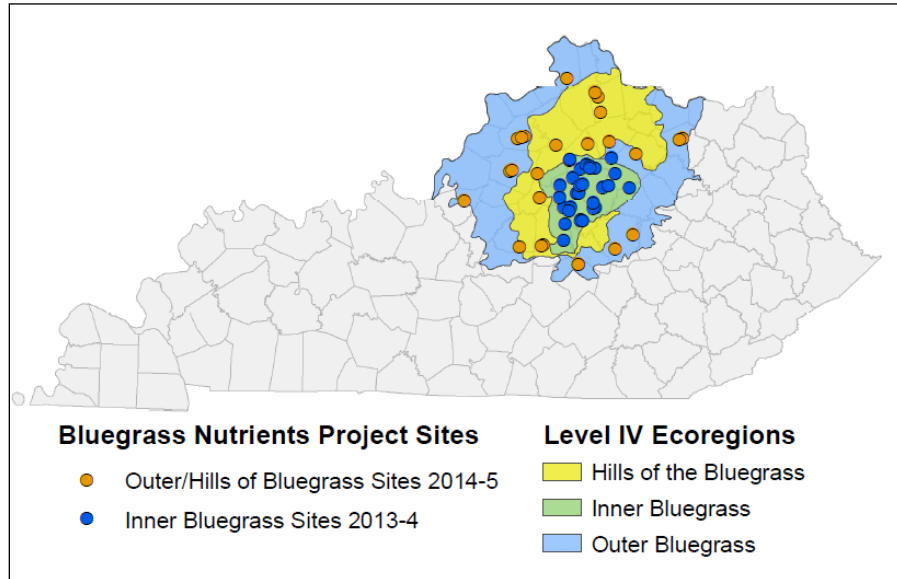 Bluegrass Nutrients Project Sites
Outer/Hills of Bluegrass Sites 2014-5
Inner Bluegrass Sites 2013-4
Level IV Ecoregions
Hills of the Bluegrass
Inner Bluegrass
Outer Bluegrass